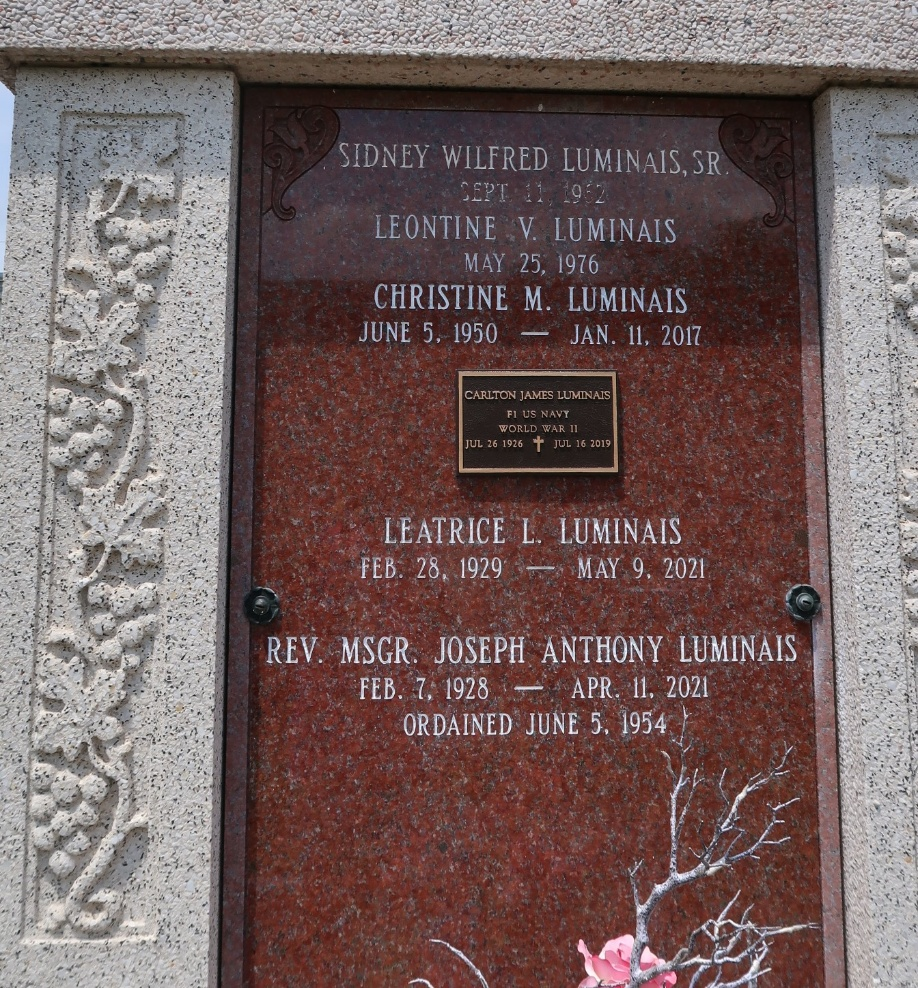 SIDNEY WILFRED LUMINAIS, SR.
SEPT 11, 1962
LEONTINE V. LUMINAIS
MAY 25, 1976
CHRISTINE M. LUMINAIS
JUNE 5, 1950 — JAN. 11, 2017
CARLTON JAMES LUMINAIS
F1 US NAVY
WORLD WAR II
JUL 26 1926 JUL 16 2019
LEATRICE L. LUMINAIS
FEB. 28, 1929 — MAY 9, 2021
REV. MSGR. JOSEPH ANTHONY LUMINAIS
FEB. 7, 1928 — APR. 11, 2021
ORDAINED JUNE 5, 1954